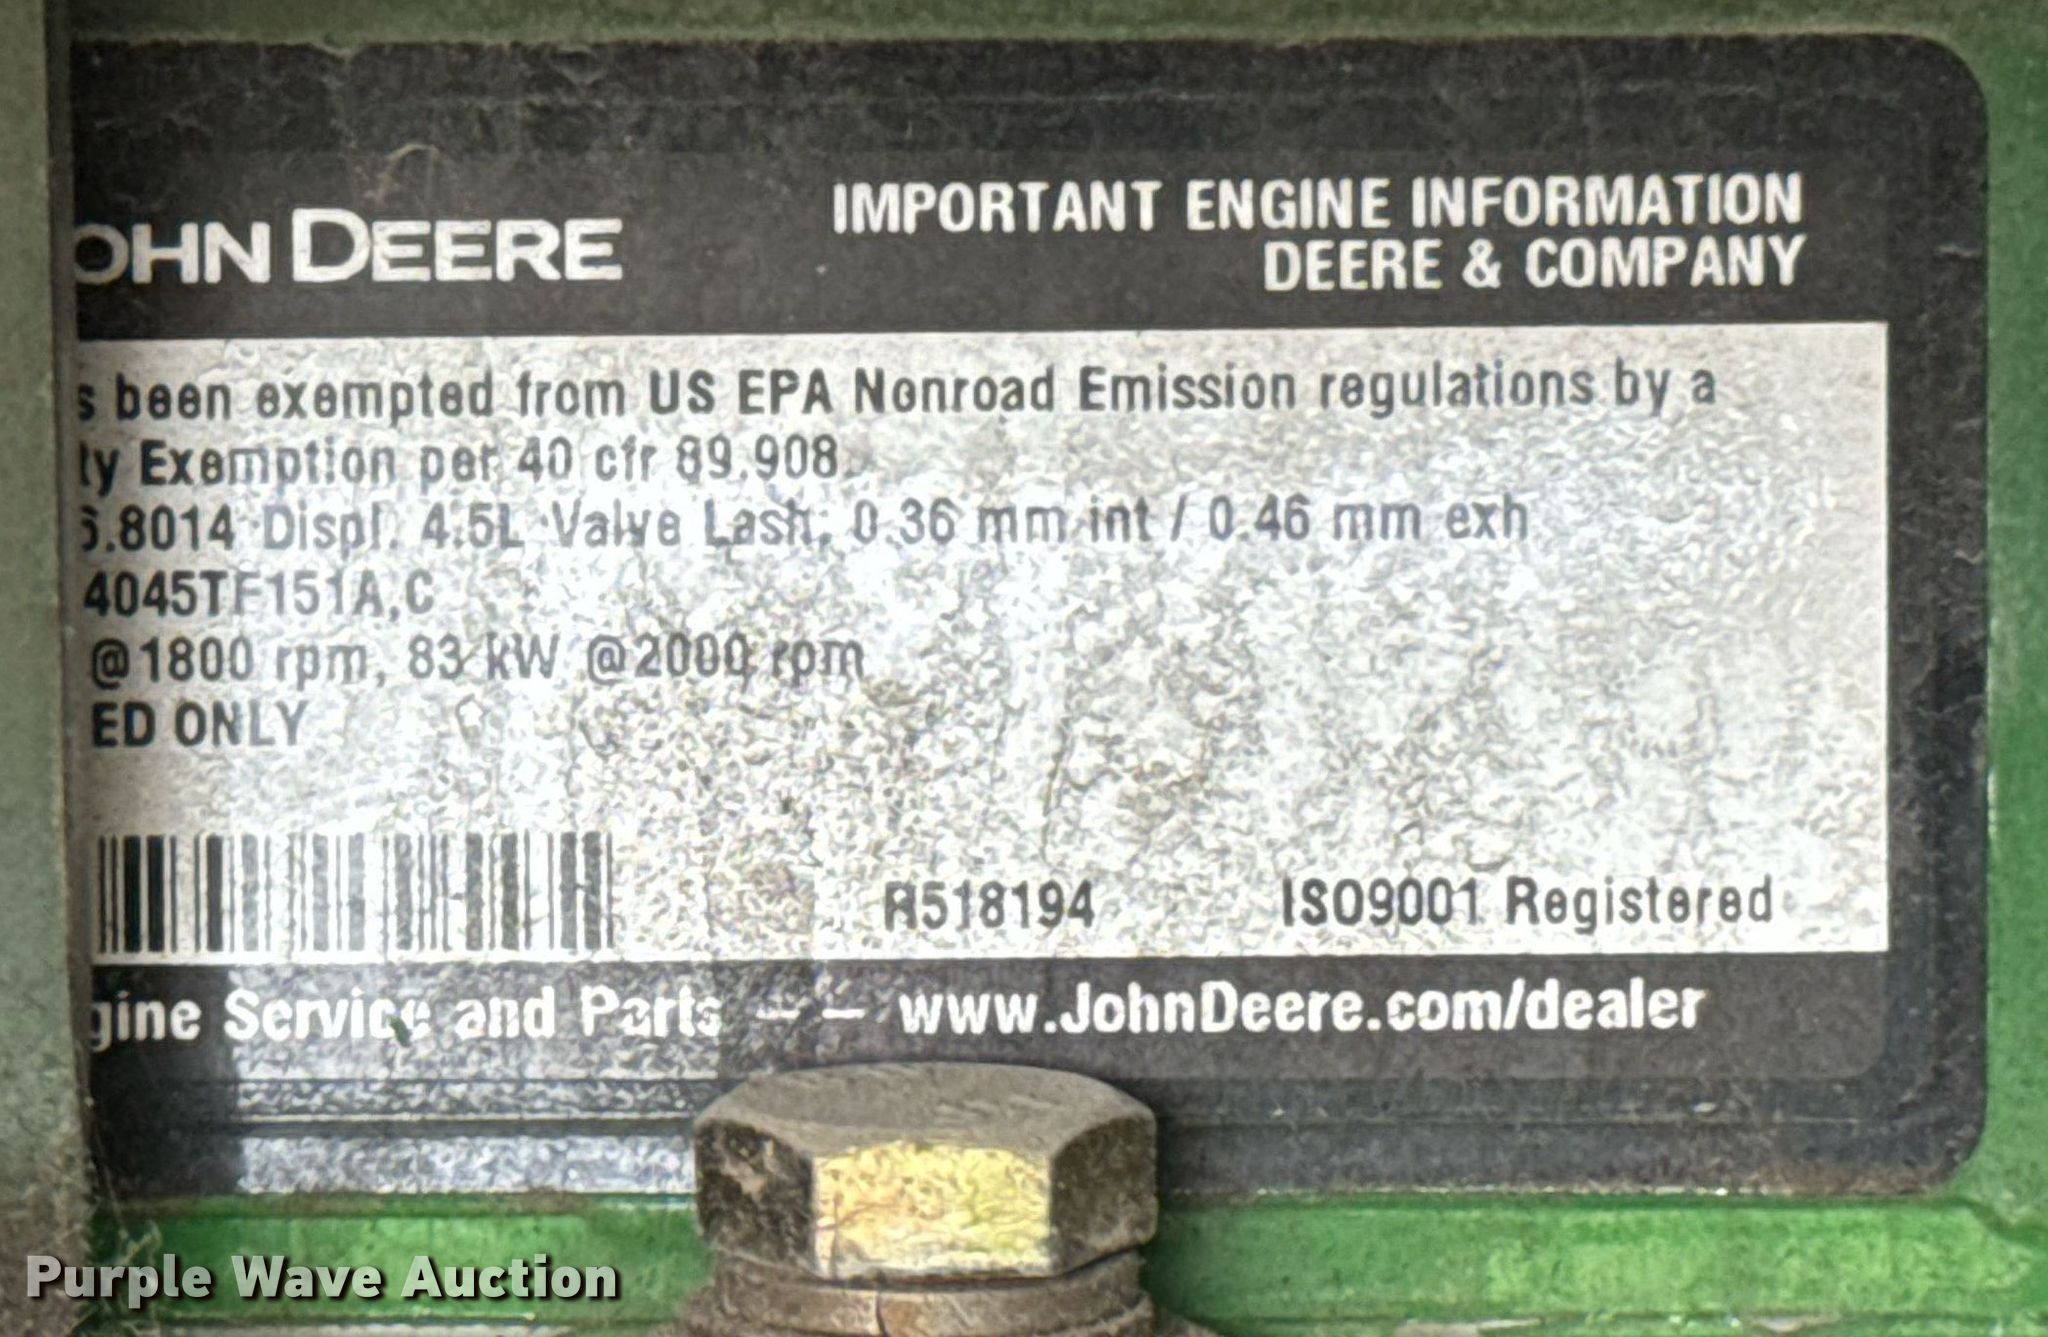 OHN DEERE
IMPORTANT ENGINE INFORMATION
DEERE & COMPANY
s been exempted from US EPA Nonroad Emission regulations by a
ty Exemption per 40 cfr 89.908.
6.8014 Displ. 4.5L Valve Lash: 0.36 mm int / 0.46 mm exh
4045TF151A,C
@1800 rpm, 83 kW @2000 rpm
ED ONLY
R518194 ISO9001 Registered
gine Service and Parts – – www.JohnDeere.com/dealer
Purple Wave Auction